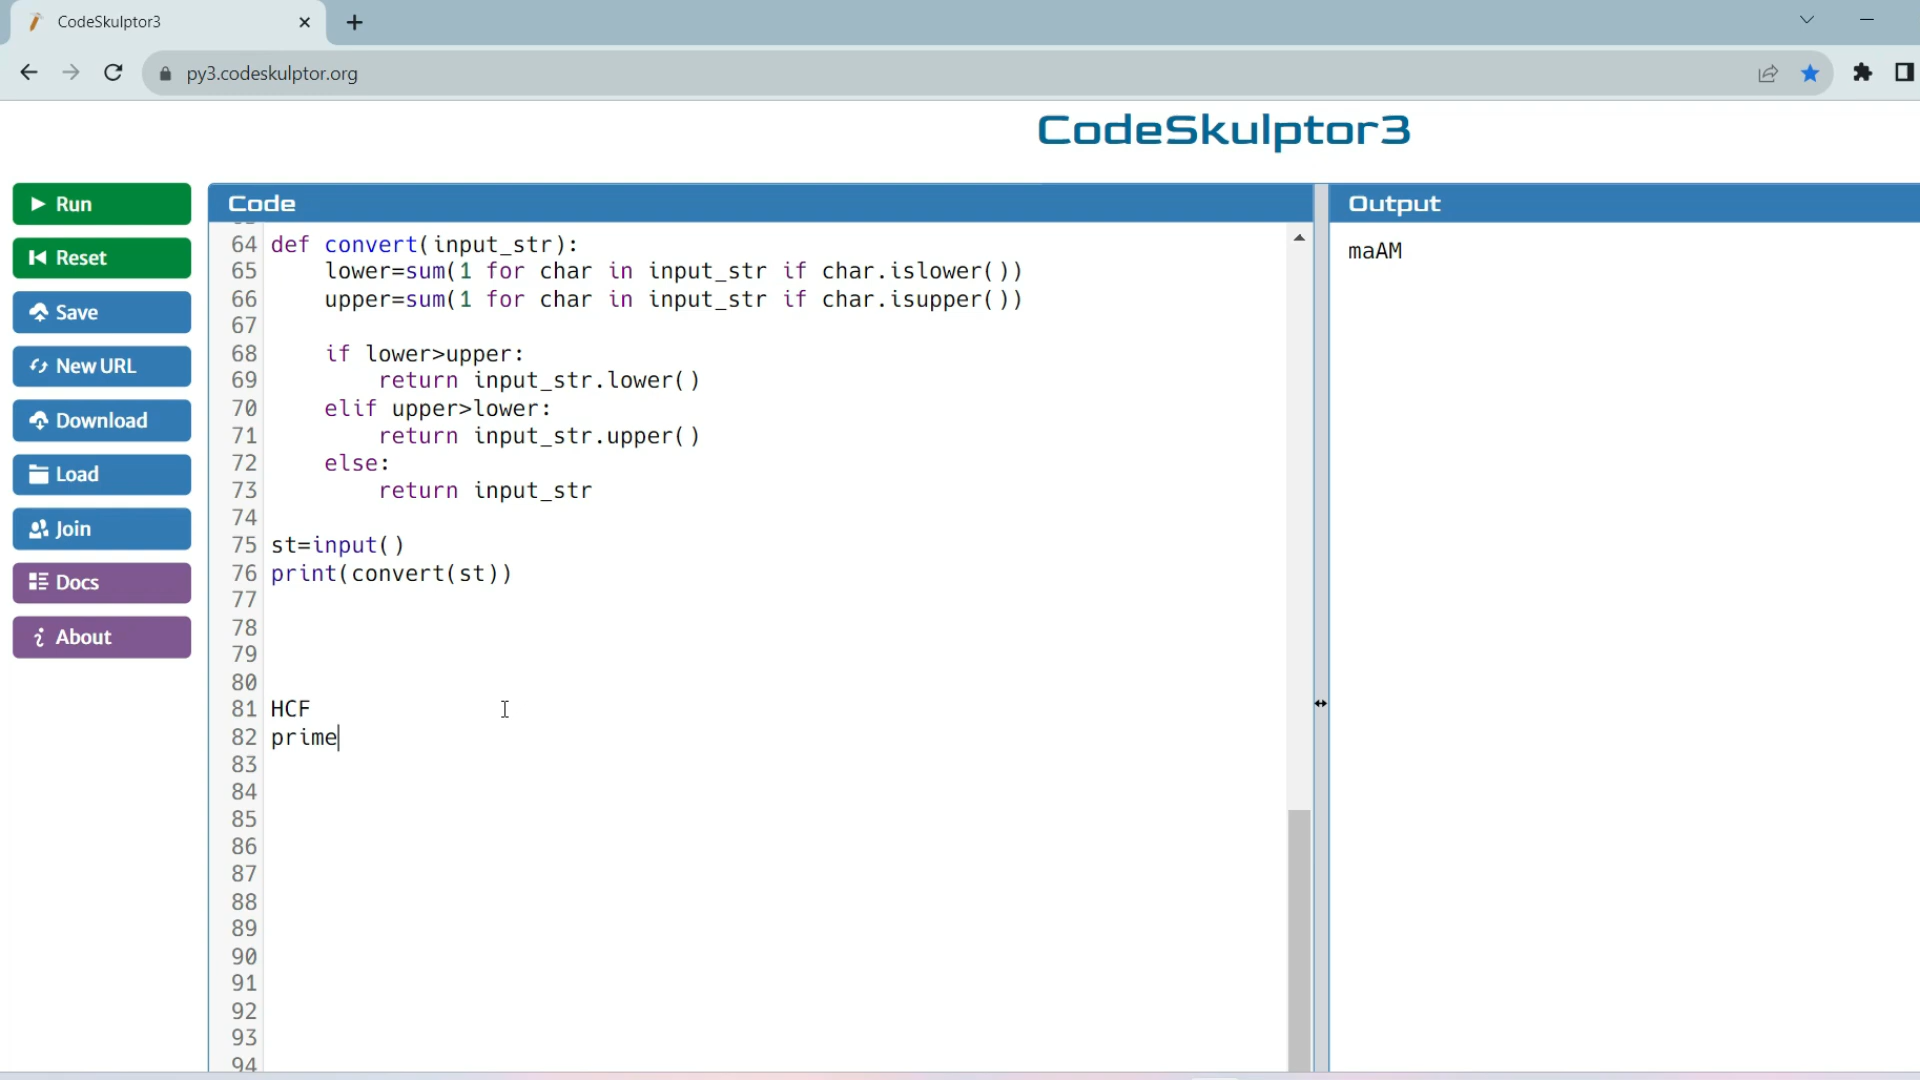 CodeSkulptor3
py3.codeskulptor.org
CodeSkulptor3
Run
Reset
Save
New URL
Download
Load
Join
Docs
About
Code
64 def convert(input_str):
65     lower=sum(1 for char in input_str if char.islower())
66     upper=sum(1 for char in input_str if char.isupper())
67
68     if lower>upper:
69         return input_str.lower()
70     elif upper>lower:
71         return input_str.upper()
72     else:
73         return input_str
74
75 st=input()
76 print(convert(st))
77
78
79
80
81 HCF
82 prime
83
84
85
86
87
88
89
90
91
92
93
94
Output
maAM